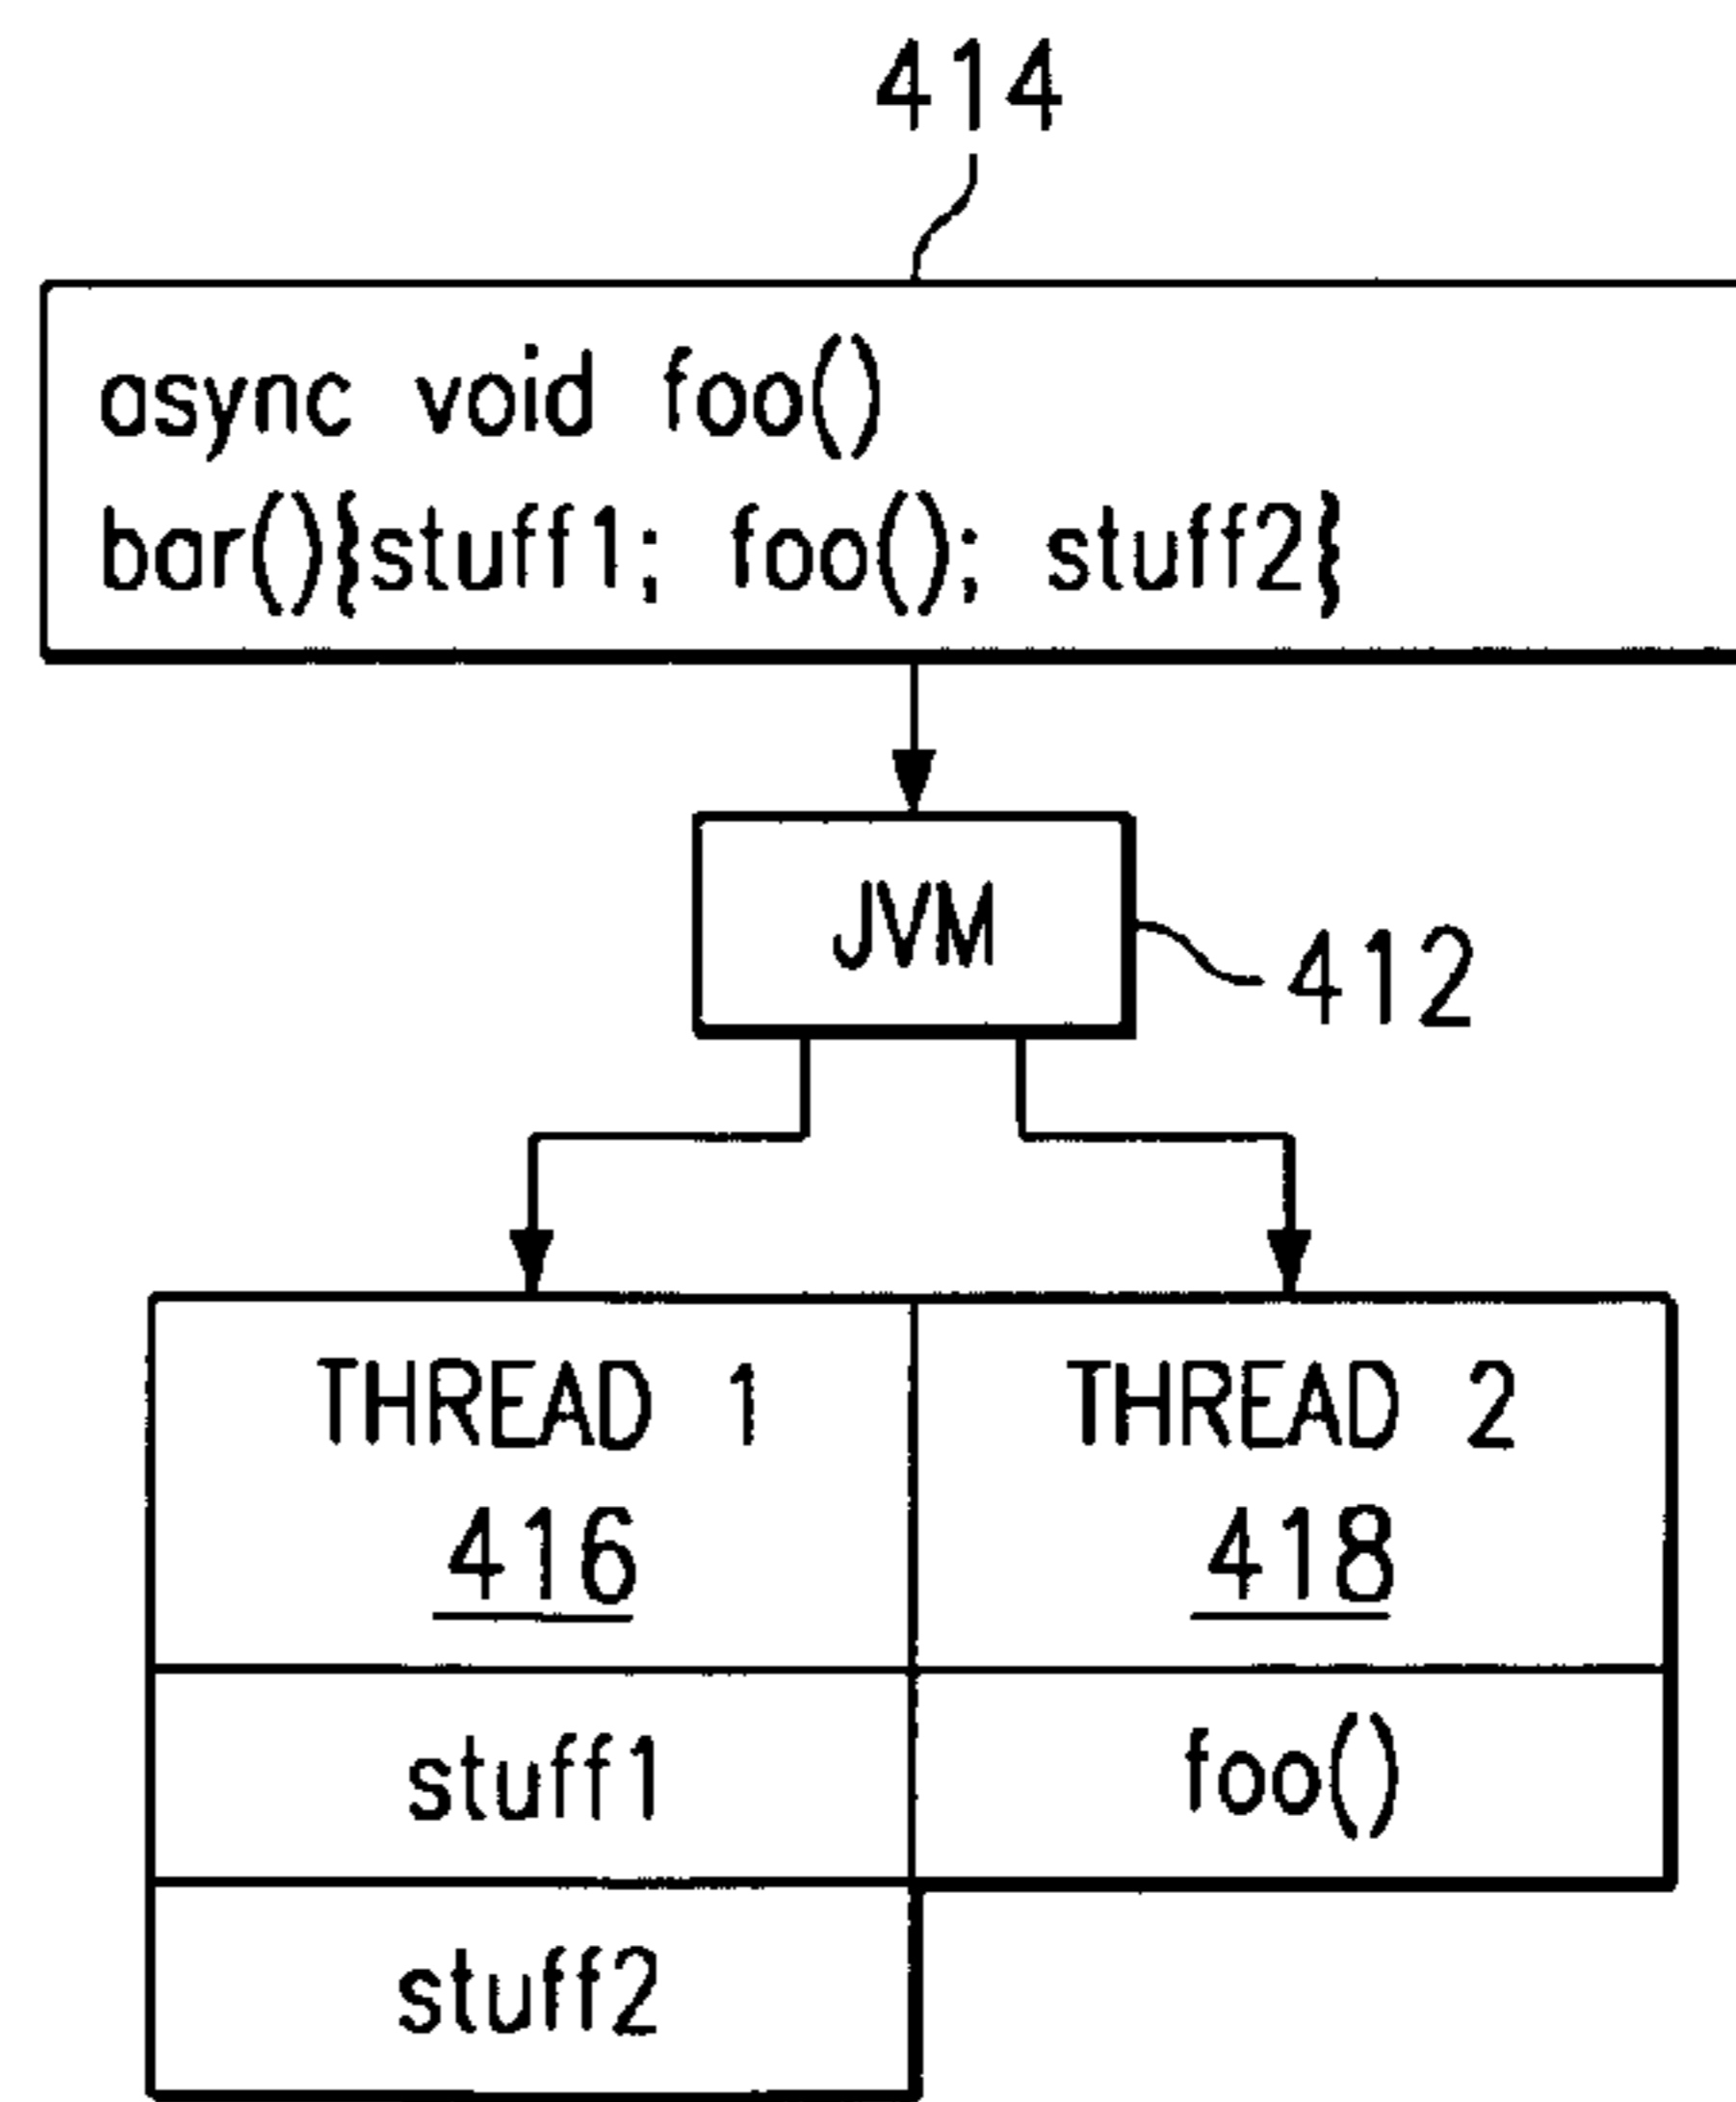 414
async void foo()
bar(){stuff1; foo(); stuff2}
JVM
412
THREAD 1
416
THREAD 2
418
stuff1
foo()
stuff2